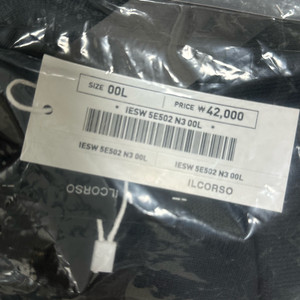 SIZE 00L PRICE ₩42,000
* IESW 5E502 N3 00L *
IESW 5E502 N3 00L IESW 5E502 N3 00L
ILCORSO ILCORSO